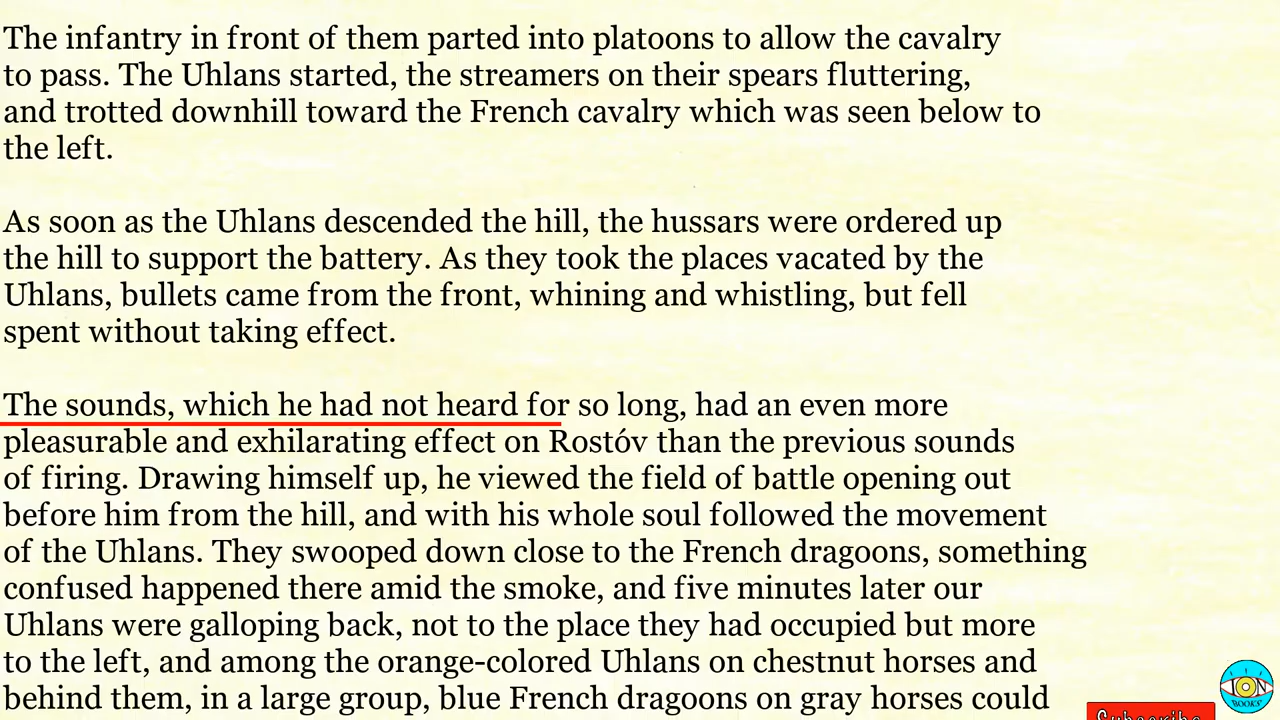 The infantry in front of them parted into platoons to allow the cavalry
to pass. The Uhlans started, the streamers on their spears fluttering,
and trotted downhill toward the French cavalry which was seen below to
the left.
As soon as the Uhlans descended the hill, the hussars were ordered up
the hill to support the battery. As they took the places vacated by the
Uhlans, bullets came from the front, whining and whistling, but fell
spent without taking effect.
The sounds, which he had not heard for so long, had an even more
pleasurable and exhilarating effect on Rostóv than the previous sounds
of firing. Drawing himself up, he viewed the field of battle opening out
before him from the hill, and with his whole soul followed the movement
of the Uhlans. They swooped down close to the French dragoons, something
confused happened there amid the smoke, and five minutes later our
Uhlans were galloping back, not to the place they had occupied but more
to the left, and among the orange-colored Uhlans on chestnut horses and
behind them, in a large group, blue French dragoons on gray horses could
ION
BOOKS
Subscribe